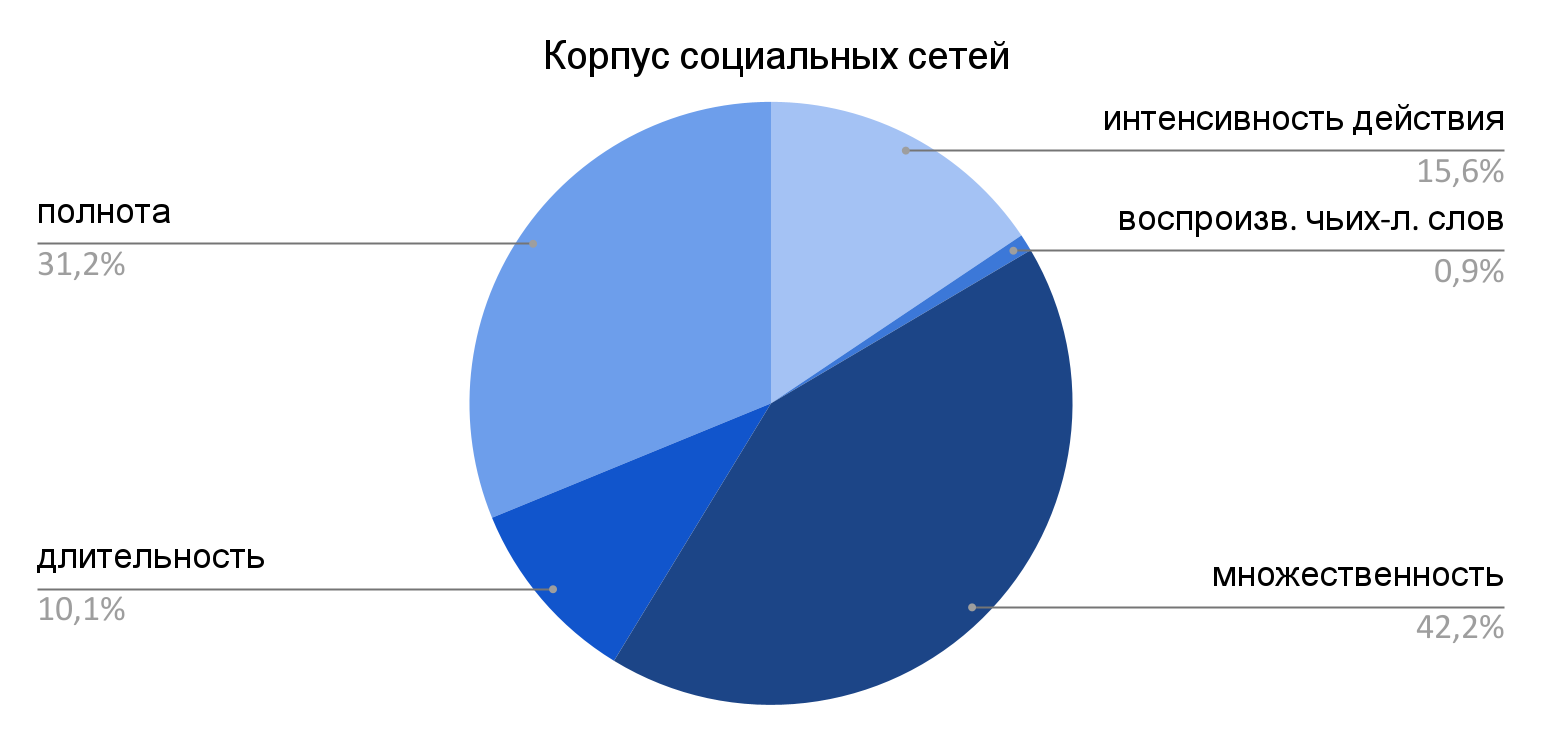 Корпус социальных сетей
интенсивность действия
15,6%
воспроизв. чьих-л. слов
0,9%
полнота
31,2%
длительность
10,1%
множественность
42,2%